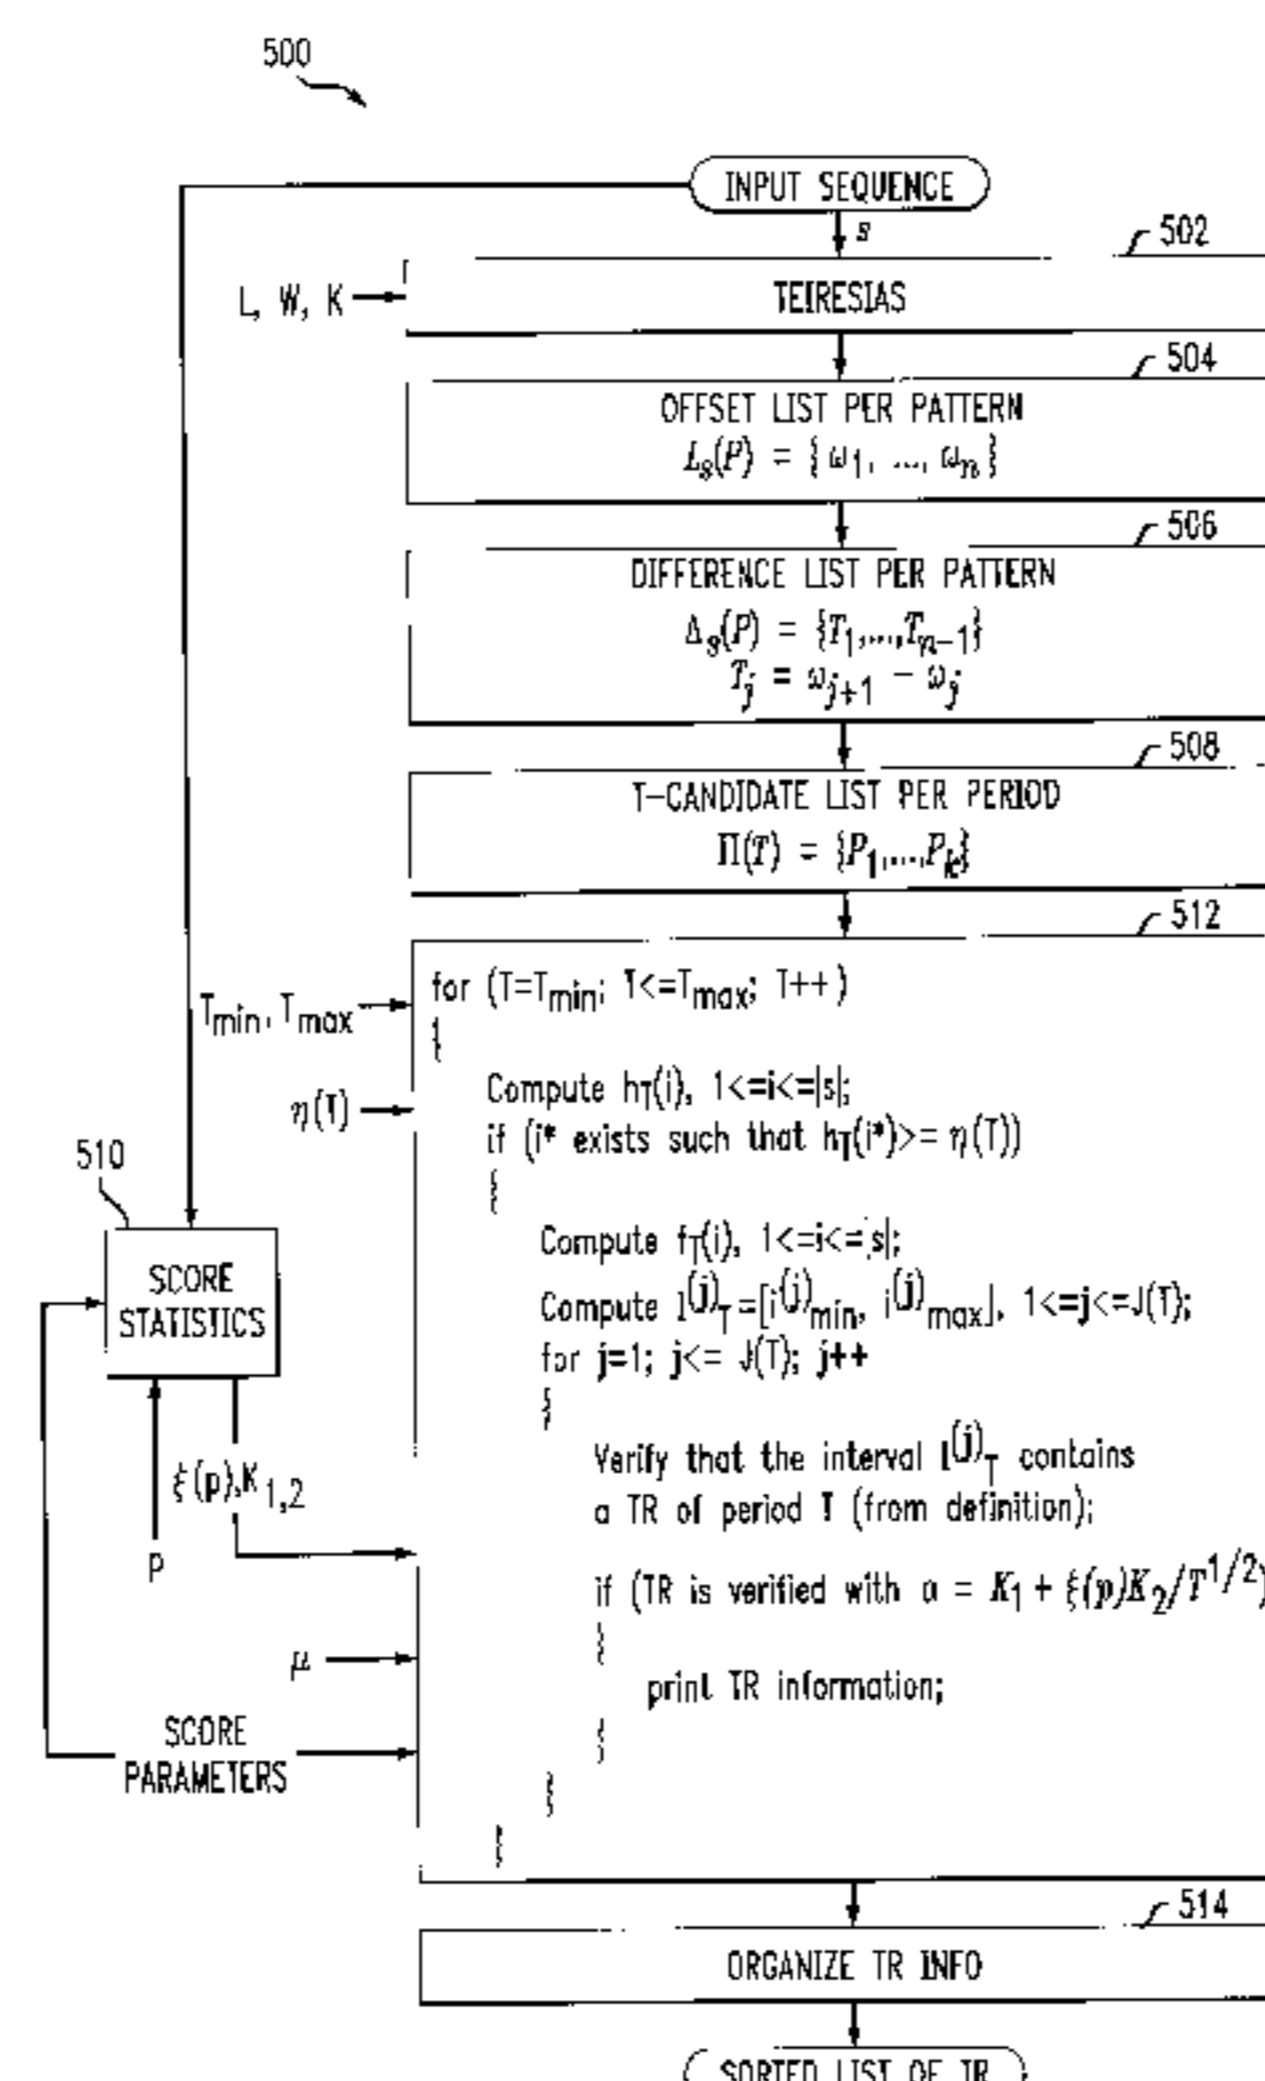 500
INPUT SEQUENCE
s
502
L, W, K
TEIRESIAS
504
OFFSET LIST PER PATTERN
L_s(P) = {ω_1, ..., ω_n}
506
DIFFERENCE LIST PER PATTERN
Δ_s(P) = {T_1,...,T_{n-1}}
T_j = ω_{j+1} - ω_j
508
T-CANDIDATE LIST PER PERIOD
Π(T) = {P_1,...,P_k}
512
T_min, T_max
for (T=T_min; T<=T_max; T++)
{
Compute h_T(i), 1<=i<=|s|;
η(T)
if (i* exists such that h_T(i*)>= η(T))
{
510
Compute f_T(i), 1<=i<=|s|;
SCORE
STATISTICS
Compute I^(j)_T=[i^(j)_min, i^(j)_max], 1<=j<=J(T);
for j=1; j<= J(T); j++
{
Verify that the interval I^(j)_T contains
a TR of period T (from definition);
ξ(p),K_1,2
P
if (TR is verified with α = K_1 + ξ(p)K_2/T^1/2)
{
μ
print TR information;
}
SCORE
PARAMETERS
}
}
514
ORGANIZE TR INFO
SORTED LIST OF TR